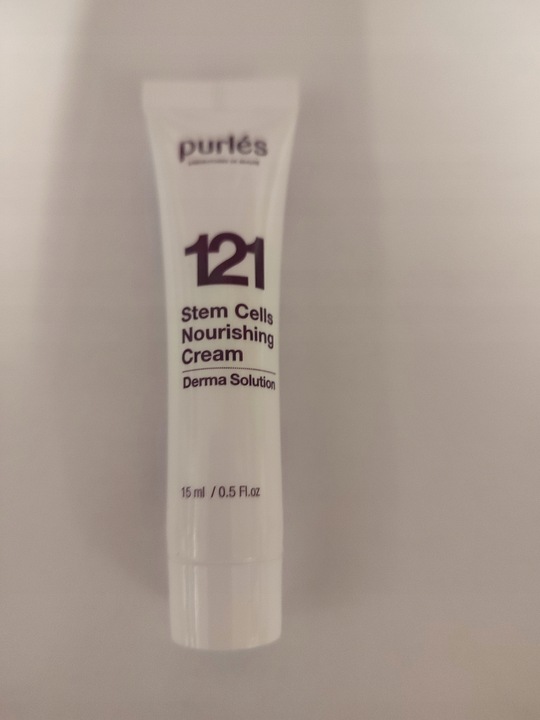 purlés
121
Stem Cells
Nourishing
Cream
Derma Solution
15 ml / 0.5 Fl.oz